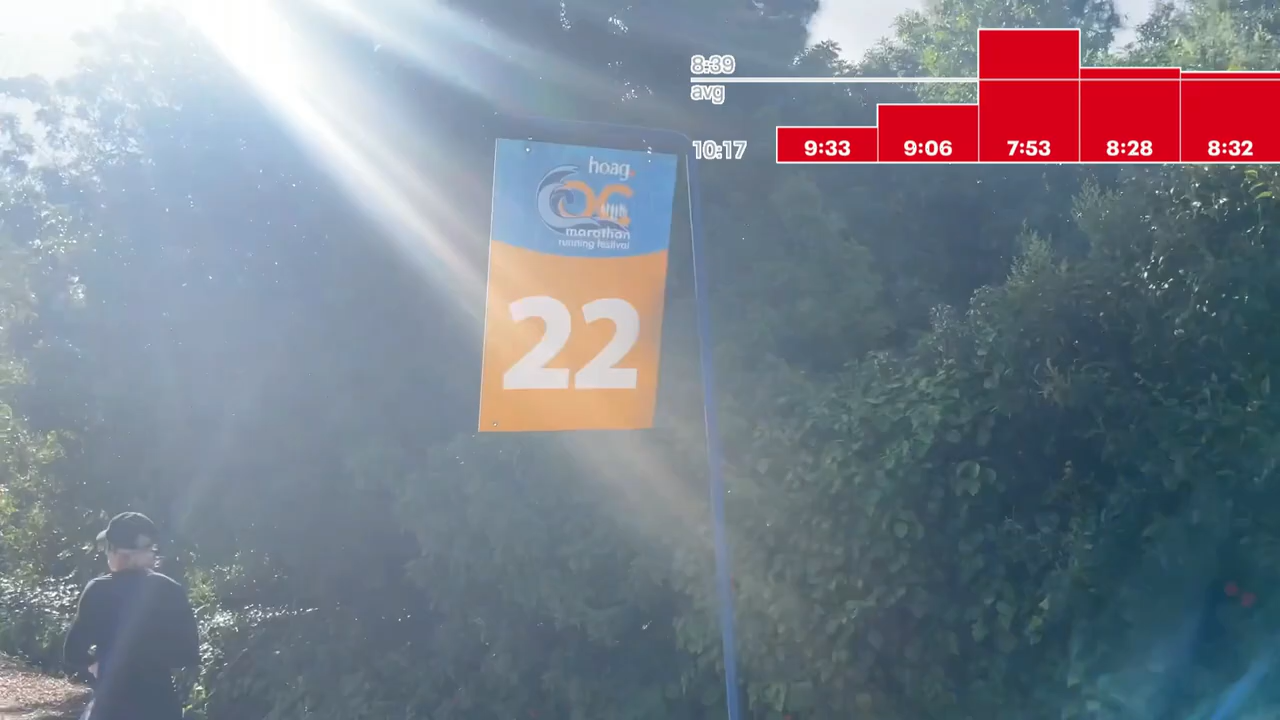 8:39
avg
10:17
9:33 9:06 7:53 8:28 8:32
hoag
OC
marathon
running festival
22